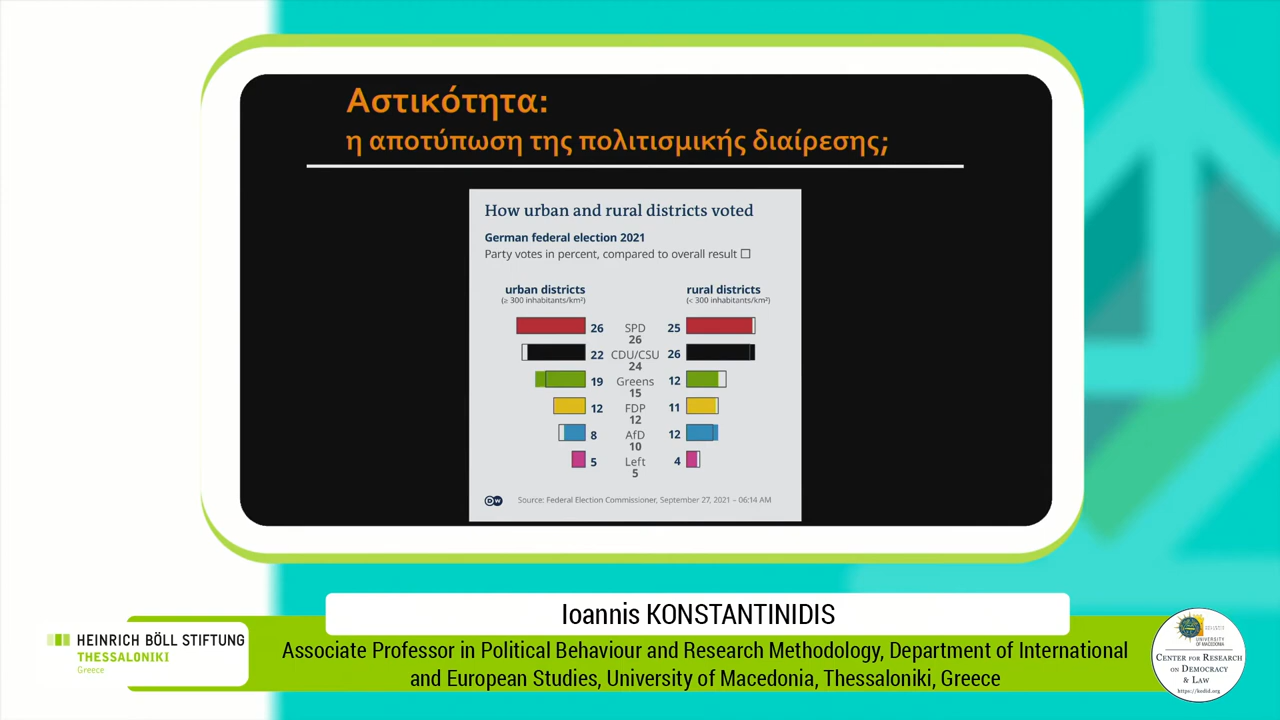 Αστικότητα:
η αποτύπωση της πολιτισμικής διαίρεσης;
How urban and rural districts voted
German federal election 2021
Party votes in percent, compared to overall result
urban districts
(≥ 300 inhabitants/km²)
rural districts
(< 300 inhabitants/km²)
26 SPD 25
26
22 CDU/CSU 26
24
19 Greens 12
15
12 FDP 11
12
8 AfD 12
10
5 Left 4
5
DW Source: Federal Election Commissioner, September 27, 2021 – 06:14 AM
Ioannis KONSTANTINIDIS
Associate Professor in Political Behaviour and Research Methodology, Department of International
and European Studies, University of Macedonia, Thessaloniki, Greece
HEINRICH BÖLL STIFTUNG
THESSALONIKI
Greece
UNIVERSITY
OF MACEDONIA
CENTER FOR RESEARCH
ON DEMOCRACY
& LAW
https://kedid.org